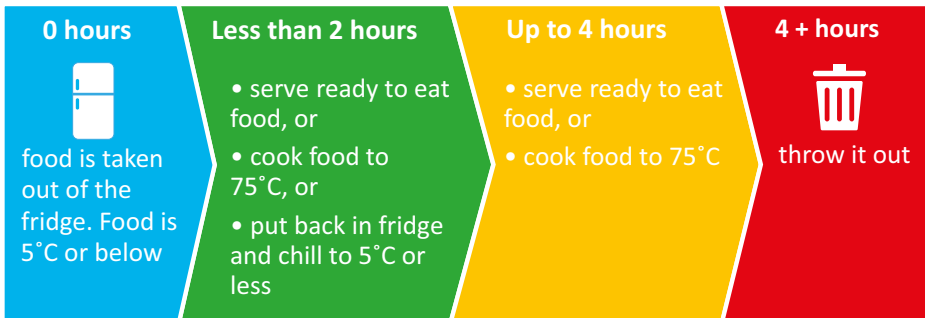 0 hours
food is taken
out of the
fridge. Food is
5˚C or below
Less than 2 hours
• serve ready to eat
food, or
• cook food to
75˚C, or
• put back in fridge
and chill to 5˚C or
less
Up to 4 hours
• serve ready to eat
food, or
• cook food to 75˚C
4 + hours
throw it out